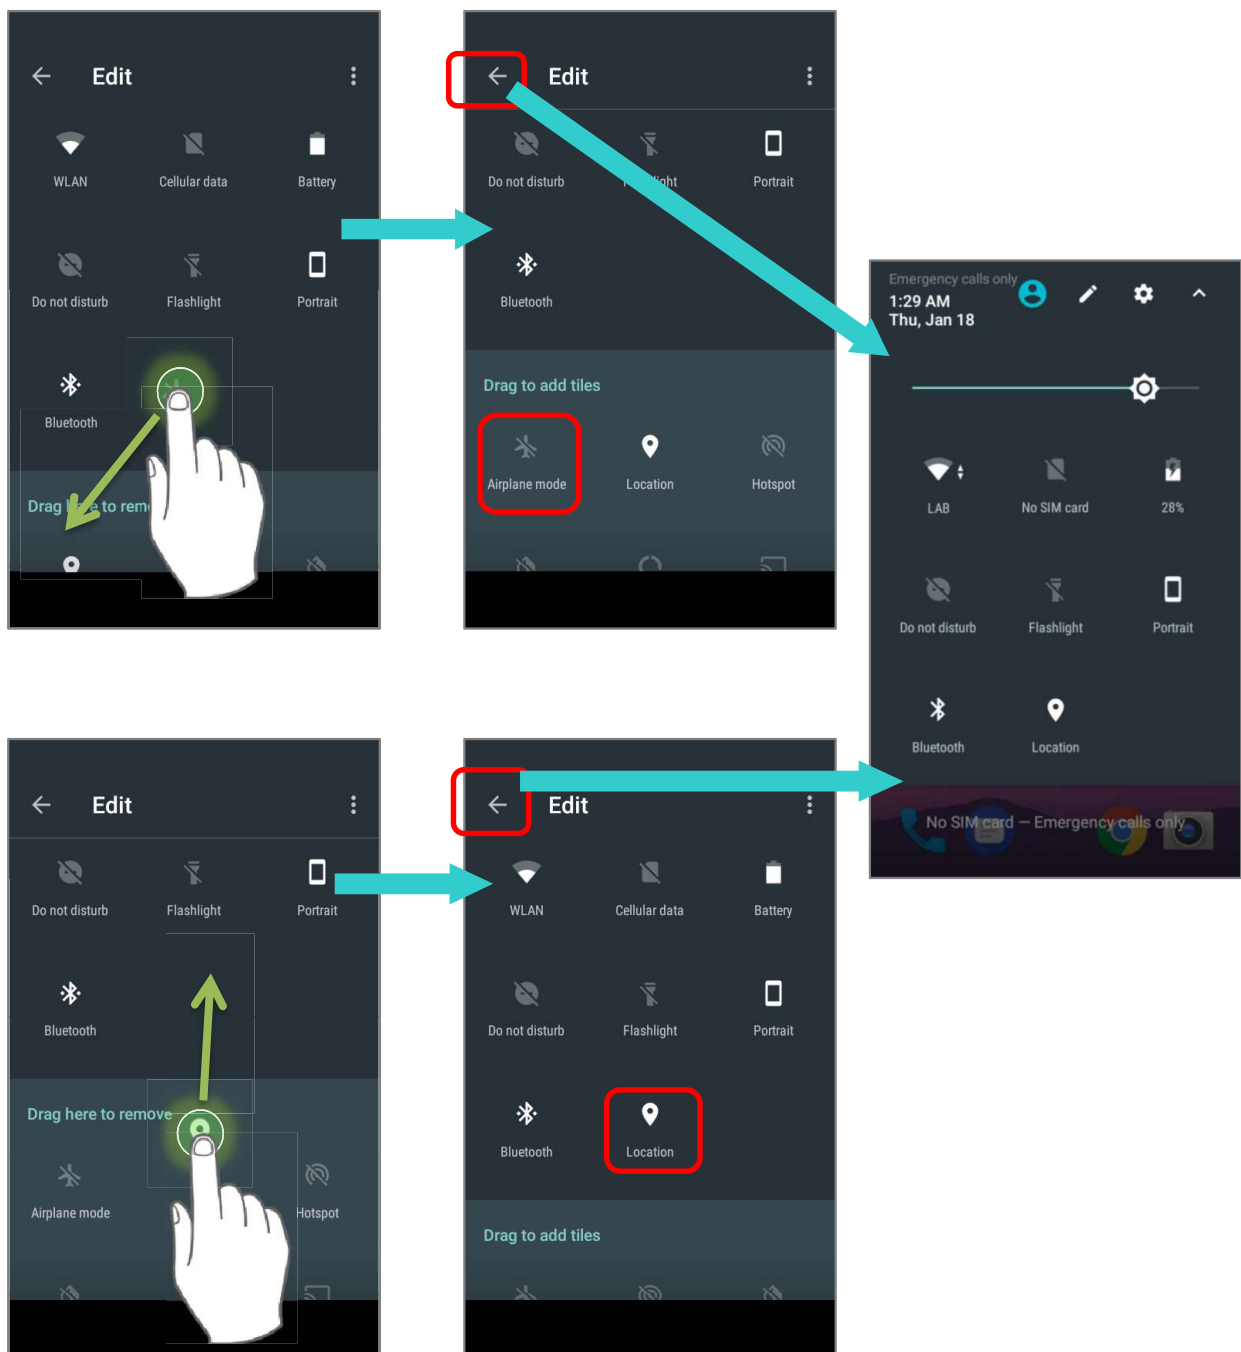 Edit
WLAN Cellular data Battery
Do not disturb Flashlight Portrait
Bluetooth
Drag to
Edit
Do not disturb Portrait
Bluetooth
Drag to add tiles
Airplane mode Location Hotspot
Emergency calls only
1:29 AM
Thu, Jan 18
LAB No SIM card 28%
Do not disturb Flashlight Portrait
Bluetooth Location
No SIM card — Emergency calls only
Edit
Do not disturb Flashlight Portrait
Bluetooth
Drag here to remove
Airplane mode Hotspot
Edit
WLAN Cellular data Battery
Do not disturb Flashlight Portrait
Bluetooth Location
Drag to add tiles